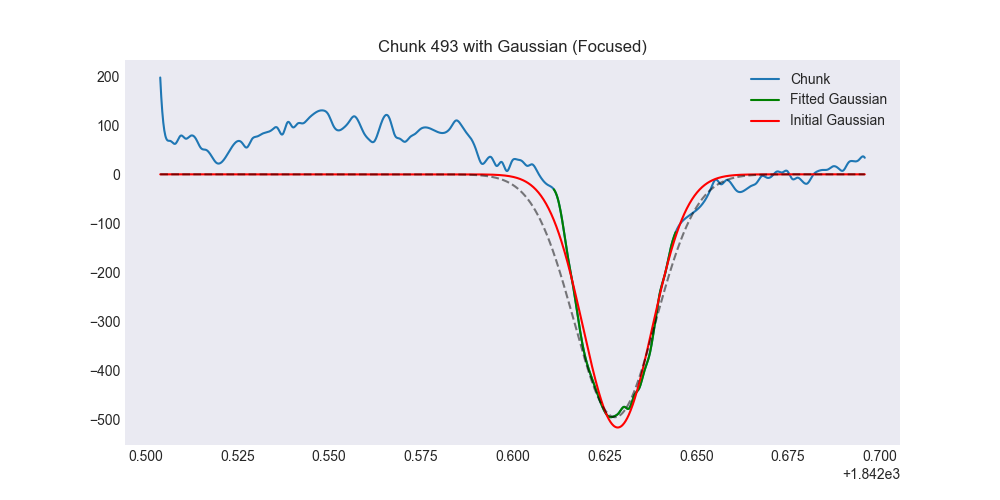 Chunk 493 with Gaussian (Focused)
200
100
0
−100
−200
−300
−400
−500
Chunk
Fitted Gaussian
Initial Gaussian
0.500 0.525 0.550 0.575 0.600 0.625 0.650 0.675 0.700
+1.842e3